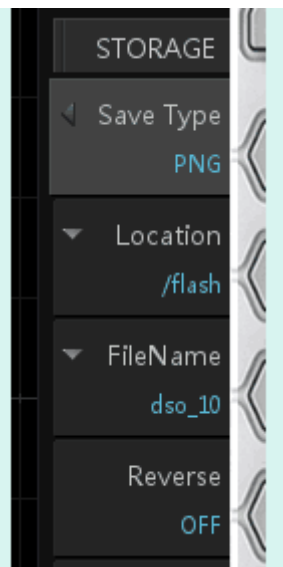 STORAGE
Save Type
PNG
Location
/flash
FileName
dso_10
Reverse
OFF